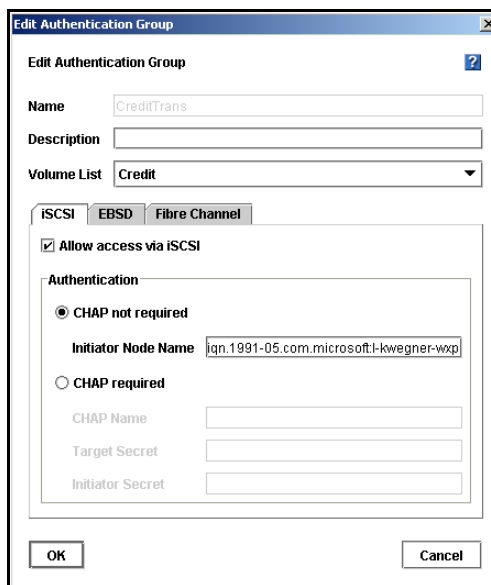 Edit Authentication Group
Edit Authentication Group ?
Name CreditTrans
Description
Volume List Credit
iSCSI EBSD Fibre Channel
Allow access via iSCSI
Authentication
CHAP not required
Initiator Node Name iqn.1991-05.com.microsoft:l-kwegner-wxp
CHAP required
CHAP Name
Target Secret
Initiator Secret
OK Cancel